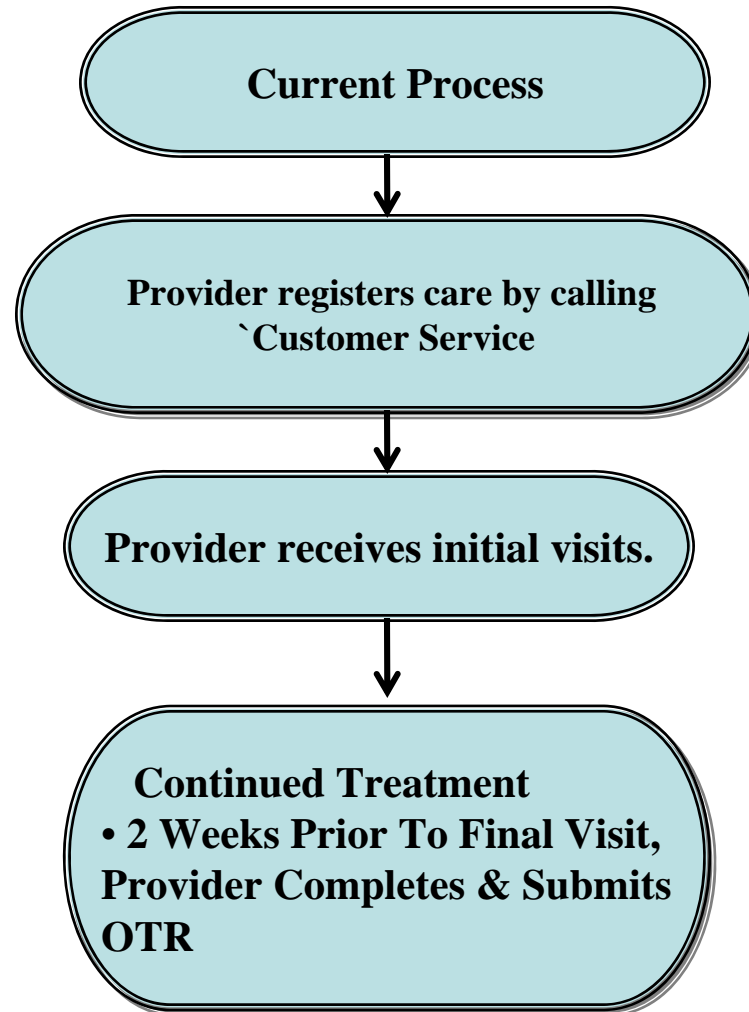 Current Process
Provider registers care by calling
`Customer Service
Provider receives initial visits.
Continued Treatment
• 2 Weeks Prior To Final Visit,
Provider Completes & Submits
OTR